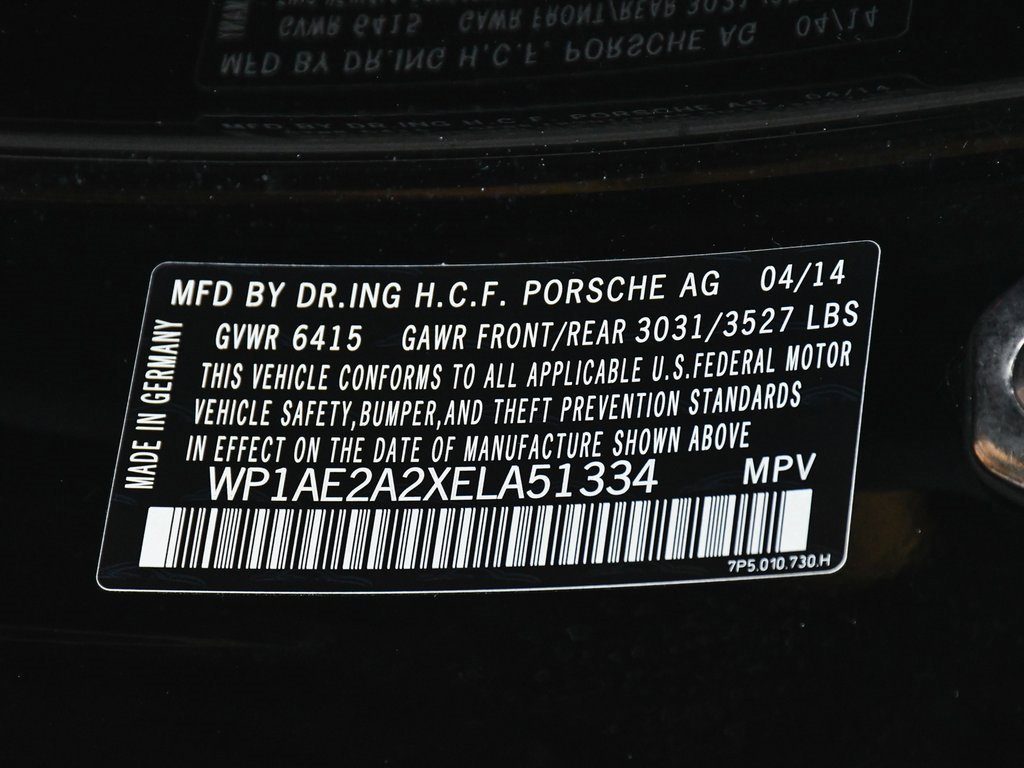 MFD BY DR.ING H.C.F. PORSCHE AG 04/14
GVWR 6415 GAWR FRONT/REAR 3031/3527 LBS
THIS VEHICLE CONFORMS TO ALL APPLICABLE U.S.FEDERAL MOTOR
VEHICLE SAFETY,BUMPER,AND THEFT PREVENTION STANDARDS
IN EFFECT ON THE DATE OF MANUFACTURE SHOWN ABOVE
WP1AE2A2XELA51334 MPV
7P5.010.730.H
MADE IN GERMANY